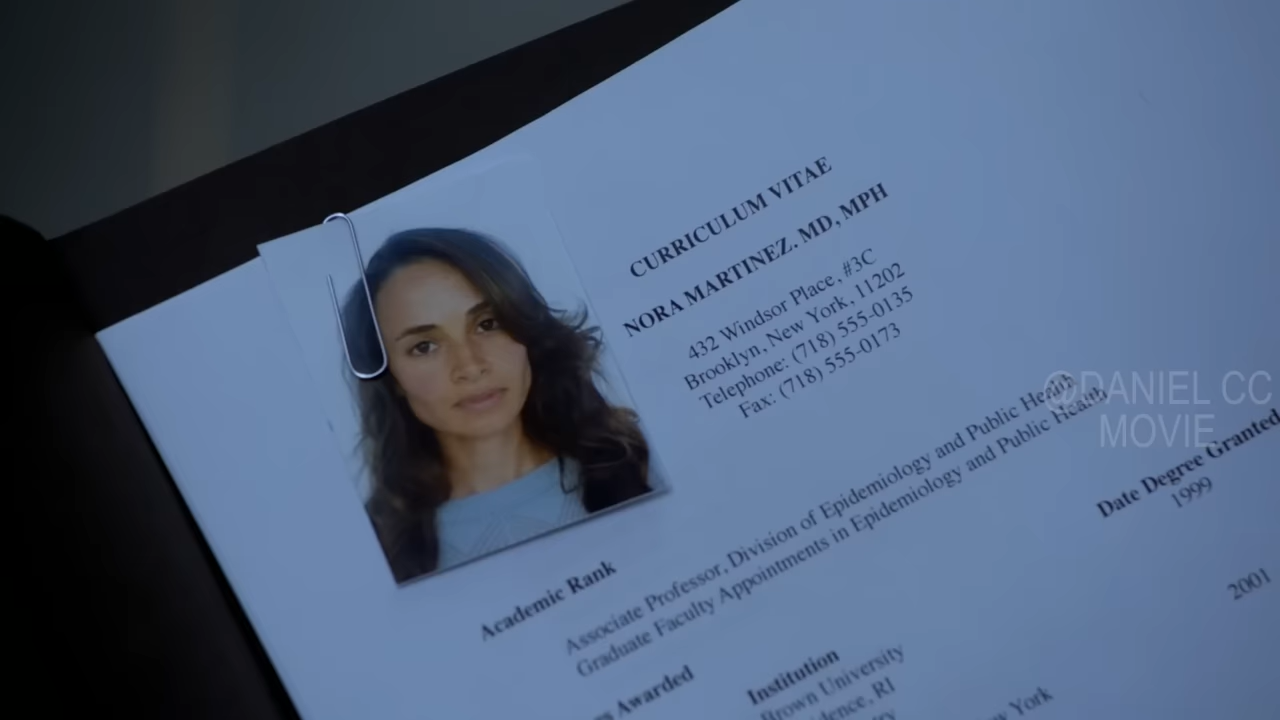 CURRICULUM VITAE
NORA MARTINEZ. MD, MPH
432 Windsor Place, #3C
Brooklyn, New York, 11202
Telephone: (718) 555-0135
Fax: (718) 555-0173
Academic Rank
Associate Professor, Division of Epidemiology and Public Health
Graduate Faculty Appointments in Epidemiology and Public Health
Awarded
Institution
Date Degree Granted
Brown University
1999
RI
York
2001
@DANIEL CC
MOVIE